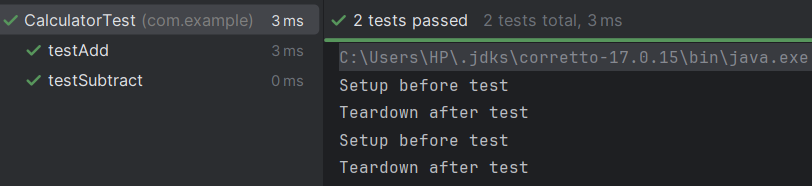 CalculatorTest (com.example) 3 ms
testAdd 3 ms
testSubtract 0 ms
2 tests passed 2 tests total, 3 ms
C:\Users\HP\.jdks\corretto-17.0.15\bin\java.exe
Setup before test
Teardown after test
Setup before test
Teardown after test